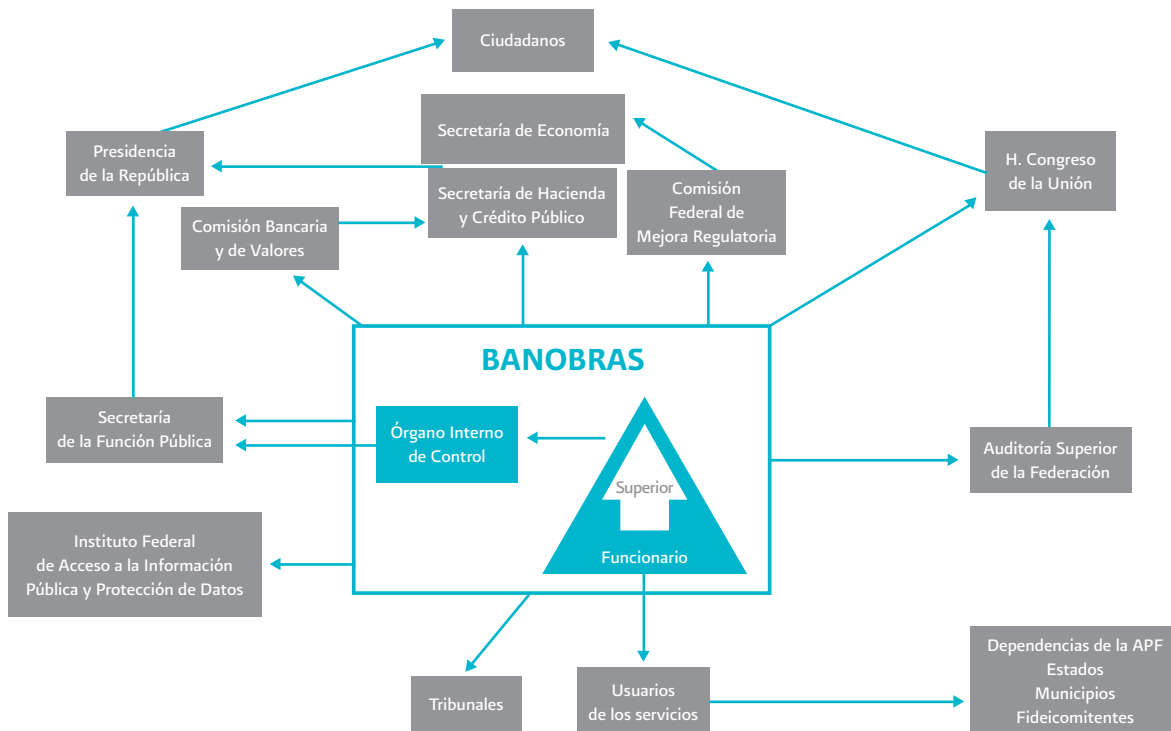 Ciudadanos
Secretaría de Economía
Presidencia
de la República
H. Congreso
de la Unión
Secretaría de Hacienda
y Crédito Público
Comisión
Federal de
Mejora Regulatoria
Comisión Bancaria
y de Valores
BANOBRAS
Secretaría
de la Función Pública
Órgano Interno
de Control
Superior
Funcionario
Auditoría Superior
de la Federación
Instituto Federal
de Acceso a la Información
Pública y Protección de Datos
Tribunales
Usuarios
de los servicios
Dependencias de la APF
Estados
Municipios
Fideicomitentes